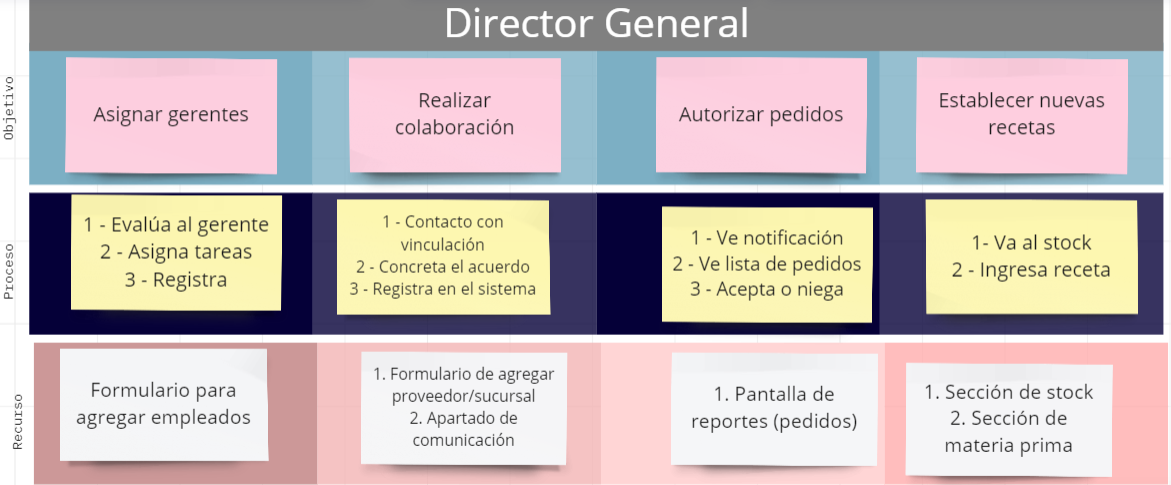 Director General
Objetivo
Asignar gerentes
Realizar
colaboración
Autorizar pedidos
Establecer nuevas
recetas
Proceso
1 - Evalúa al gerente
2 - Asigna tareas
3 - Registra
1 - Contacto con
vinculación
2 - Concreta el acuerdo
3 - Registra en el sistema
1 - Ve notificación
2 - Ve lista de pedidos
3 - Acepta o niega
1- Va al stock
2 - Ingresa receta
Recurso
Formulario para
agregar empleados
1. Formulario de agregar
proveedor/sucursal
2. Apartado de
comunicación
1. Pantalla de
reportes (pedidos)
1. Sección de stock
2. Sección de
materia prima